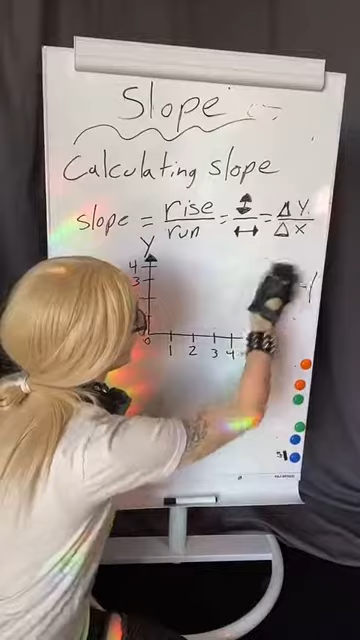 Slope
Calculating slope
slope = rise/run = ↕/↔ = ΔY/ΔX
Y
4
3
0 1 2 3 4